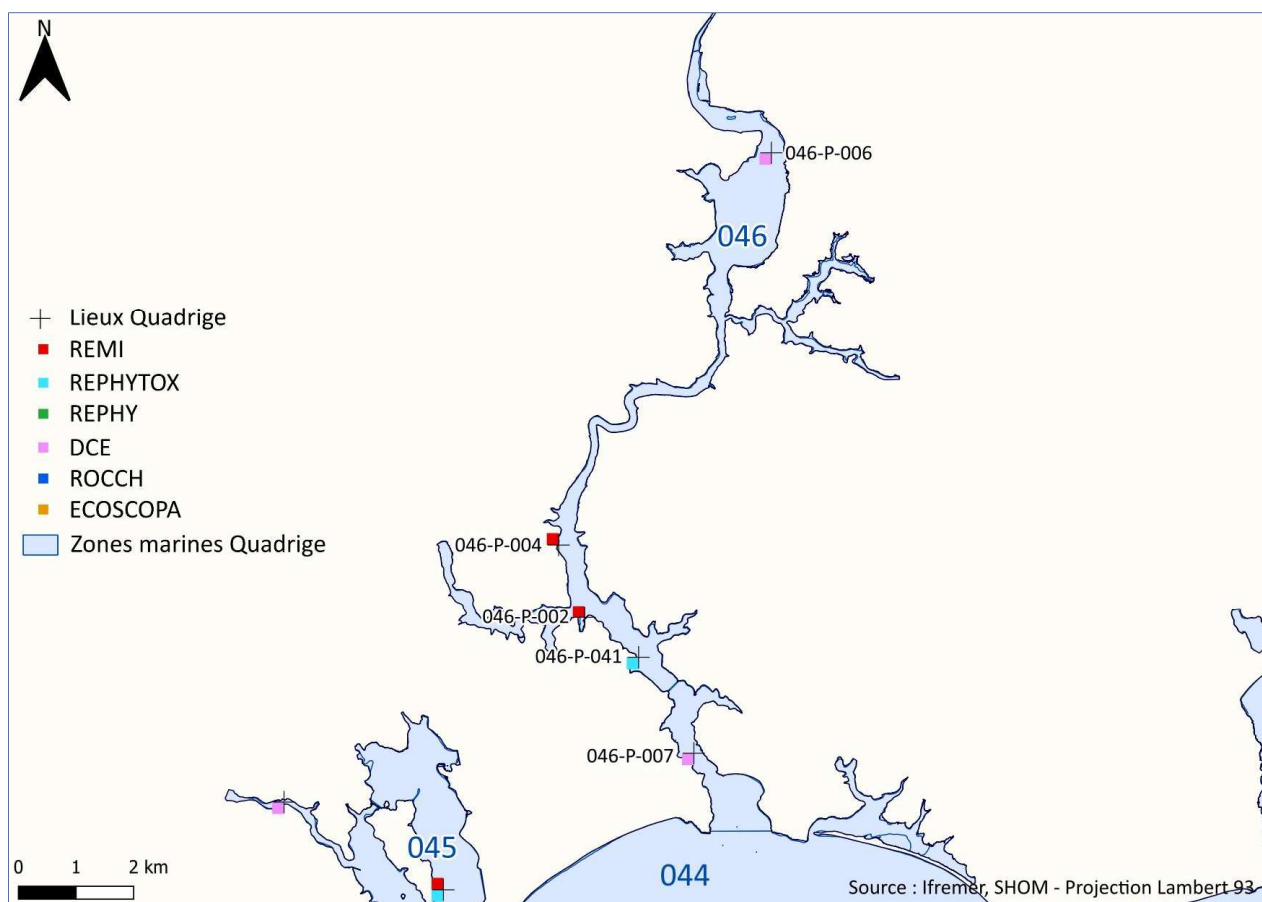 N
046-P-006
046
Lieux Quadrige
REMI
REPHYTOX
REPHY
DCE
ROCCH
ECOSCOPA
Zones marines Quadrige
046-P-004
046-P-002
046-P-041
046-P-007
045
044
0 1 2 km
Source : Ifremer, SHOM - Projection Lambert 93